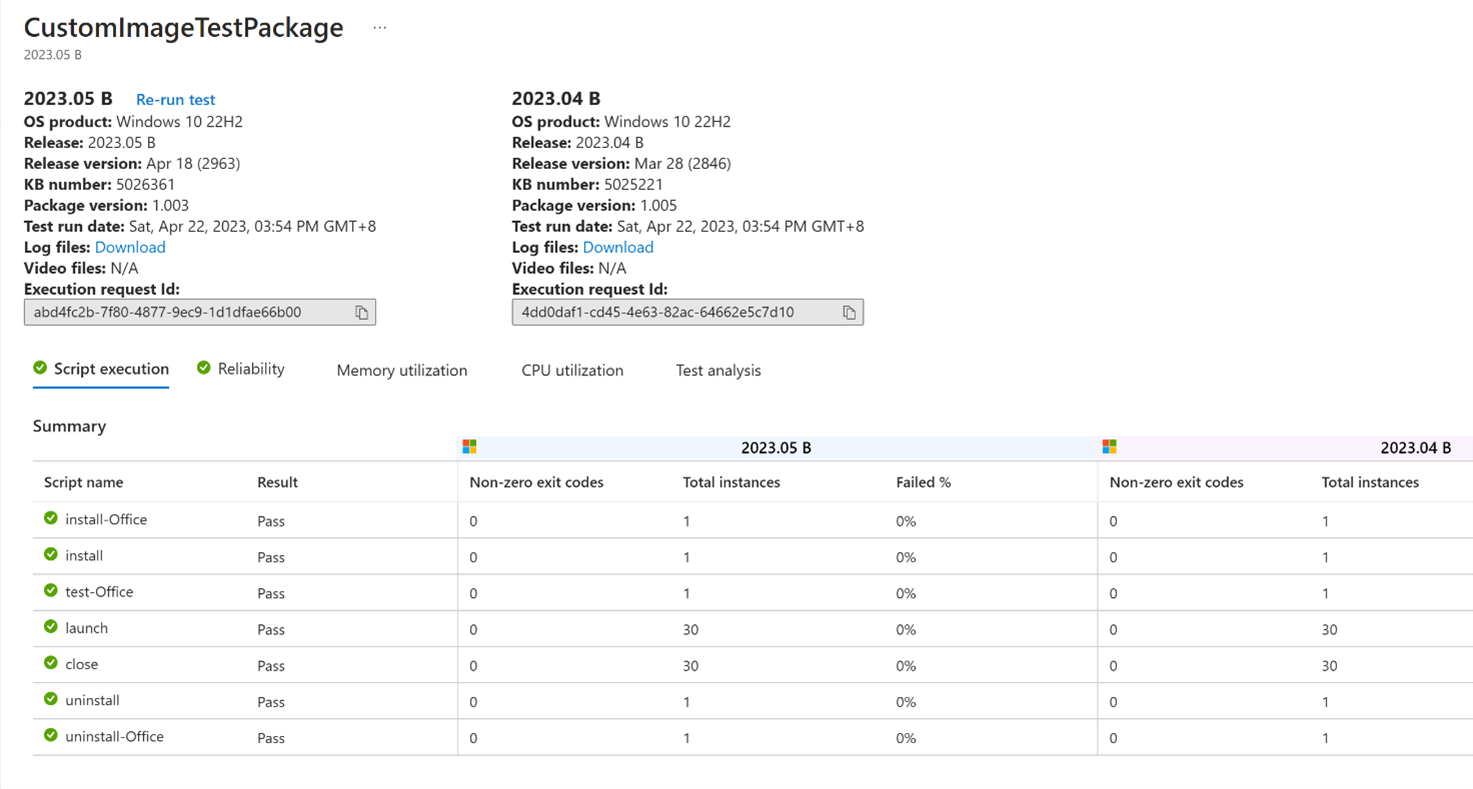 CustomImageTestPackage ...
2023.05 B
2023.05 B Re-run test
OS product: Windows 10 22H2
Release: 2023.05 B
Release version: Apr 18 (2963)
KB number: 5026361
Package version: 1.003
Test run date: Sat, Apr 22, 2023, 03:54 PM GMT+8
Log files: Download
Video files: N/A
Execution request Id:
abd4fc2b-7f80-4877-9ec9-1d1dfae66b00
2023.04 B
OS product: Windows 10 22H2
Release: 2023.04 B
Release version: Mar 28 (2846)
KB number: 5025221
Package version: 1.005
Test run date: Sat, Apr 22, 2023, 03:54 PM GMT+8
Log files: Download
Video files: N/A
Execution request Id:
4dd0daf1-cd45-4e63-82ac-64662e5c7d10
Script execution Reliability Memory utilization CPU utilization Test analysis
Summary
2023.05 B 2023.04 B
Script name Result Non-zero exit codes Total instances Failed % Non-zero exit codes Total instances
install-Office Pass 0 1 0% 0 1
install Pass 0 1 0% 0 1
test-Office Pass 0 1 0% 0 1
launch Pass 0 30 0% 0 30
close Pass 0 30 0% 0 30
uninstall Pass 0 1 0% 0 1
uninstall-Office Pass 0 1 0% 0 1